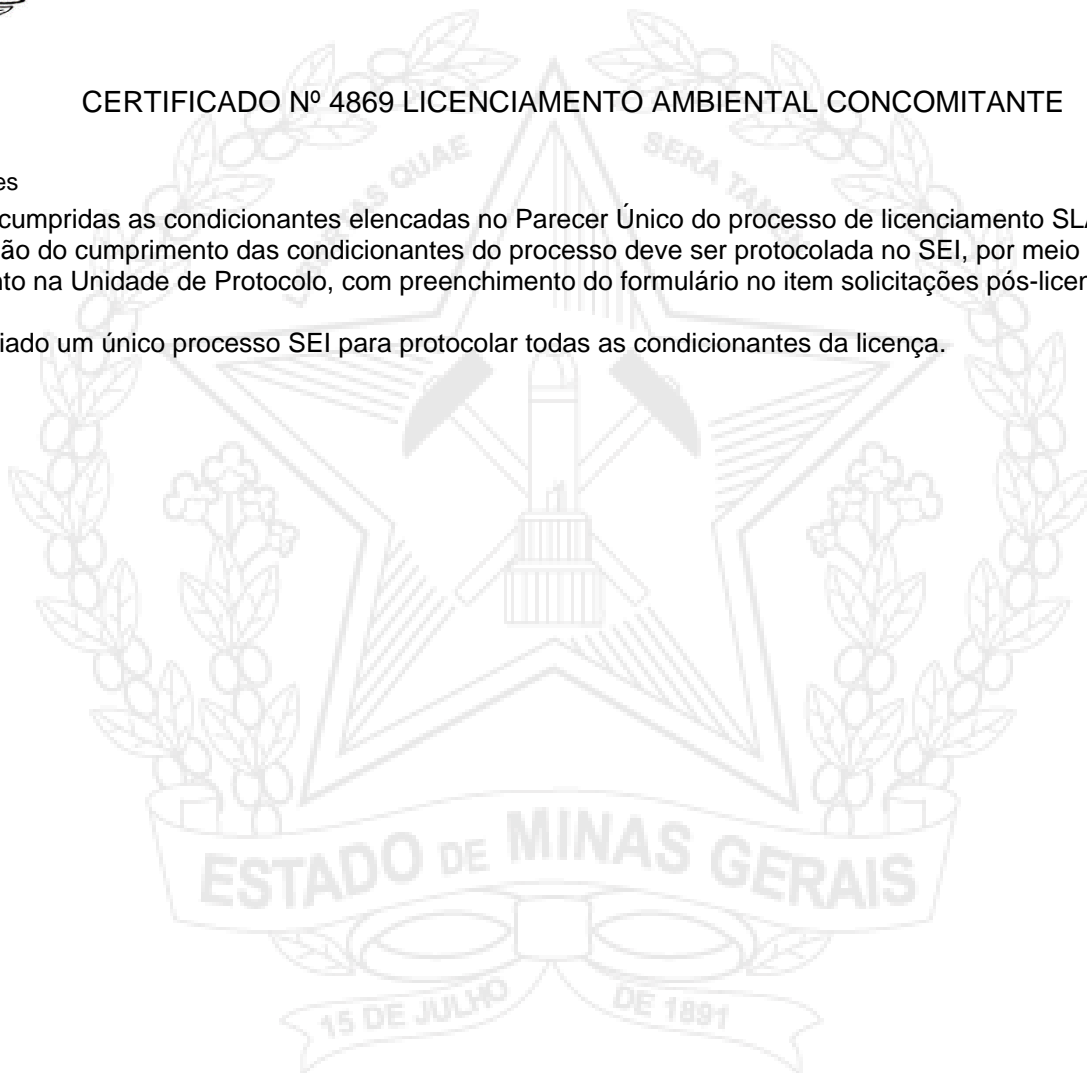 CERTIFICADO Nº 4869 LICENCIAMENTO AMBIENTAL CONCOMITANTE
es
cumpridas as condicionantes elencadas no Parecer Único do processo de licenciamento SLA
ão do cumprimento das condicionantes do processo deve ser protocolada no SEI, por meio
nto na Unidade de Protocolo, com preenchimento do formulário no item solicitações pós-licen
iado um único processo SEI para protocolar todas as condicionantes da licença.
QUAE SERA
ESTADO DE MINAS GERAIS
15 DE JULHO DE 1891